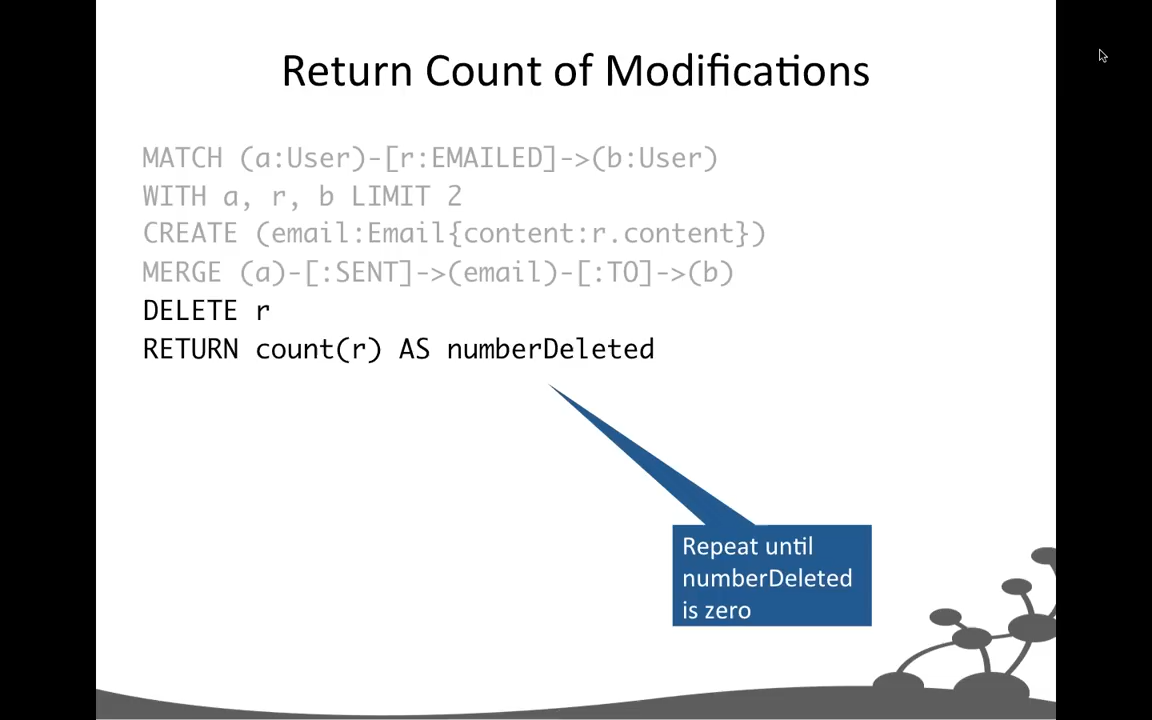 Return Count of Modifications
MATCH (a:User)-[r:EMAILED]->(b:User)
WITH a, r, b LIMIT 2
CREATE (email:Email{content:r.content})
MERGE (a)-[:SENT]->(email)-[:TO]->(b)
DELETE r
RETURN count(r) AS numberDeleted
Repeat until
numberDeleted
is zero